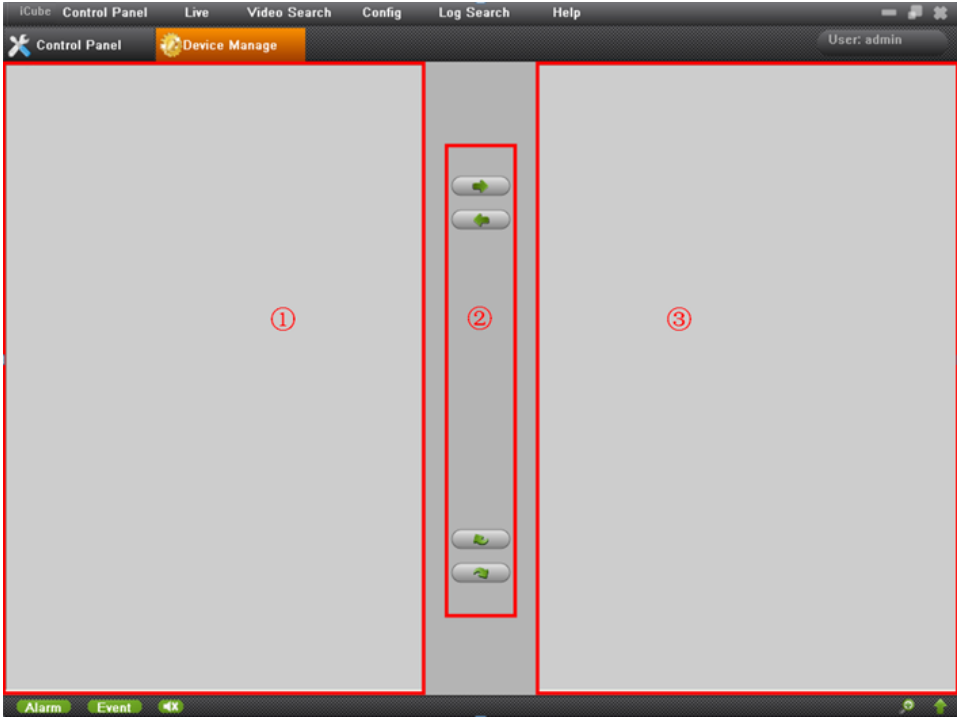 iCube Control Panel Live Video Search Config Log Search Help
Control Panel Device Manage User: admin
① ② ③
Alarm Event